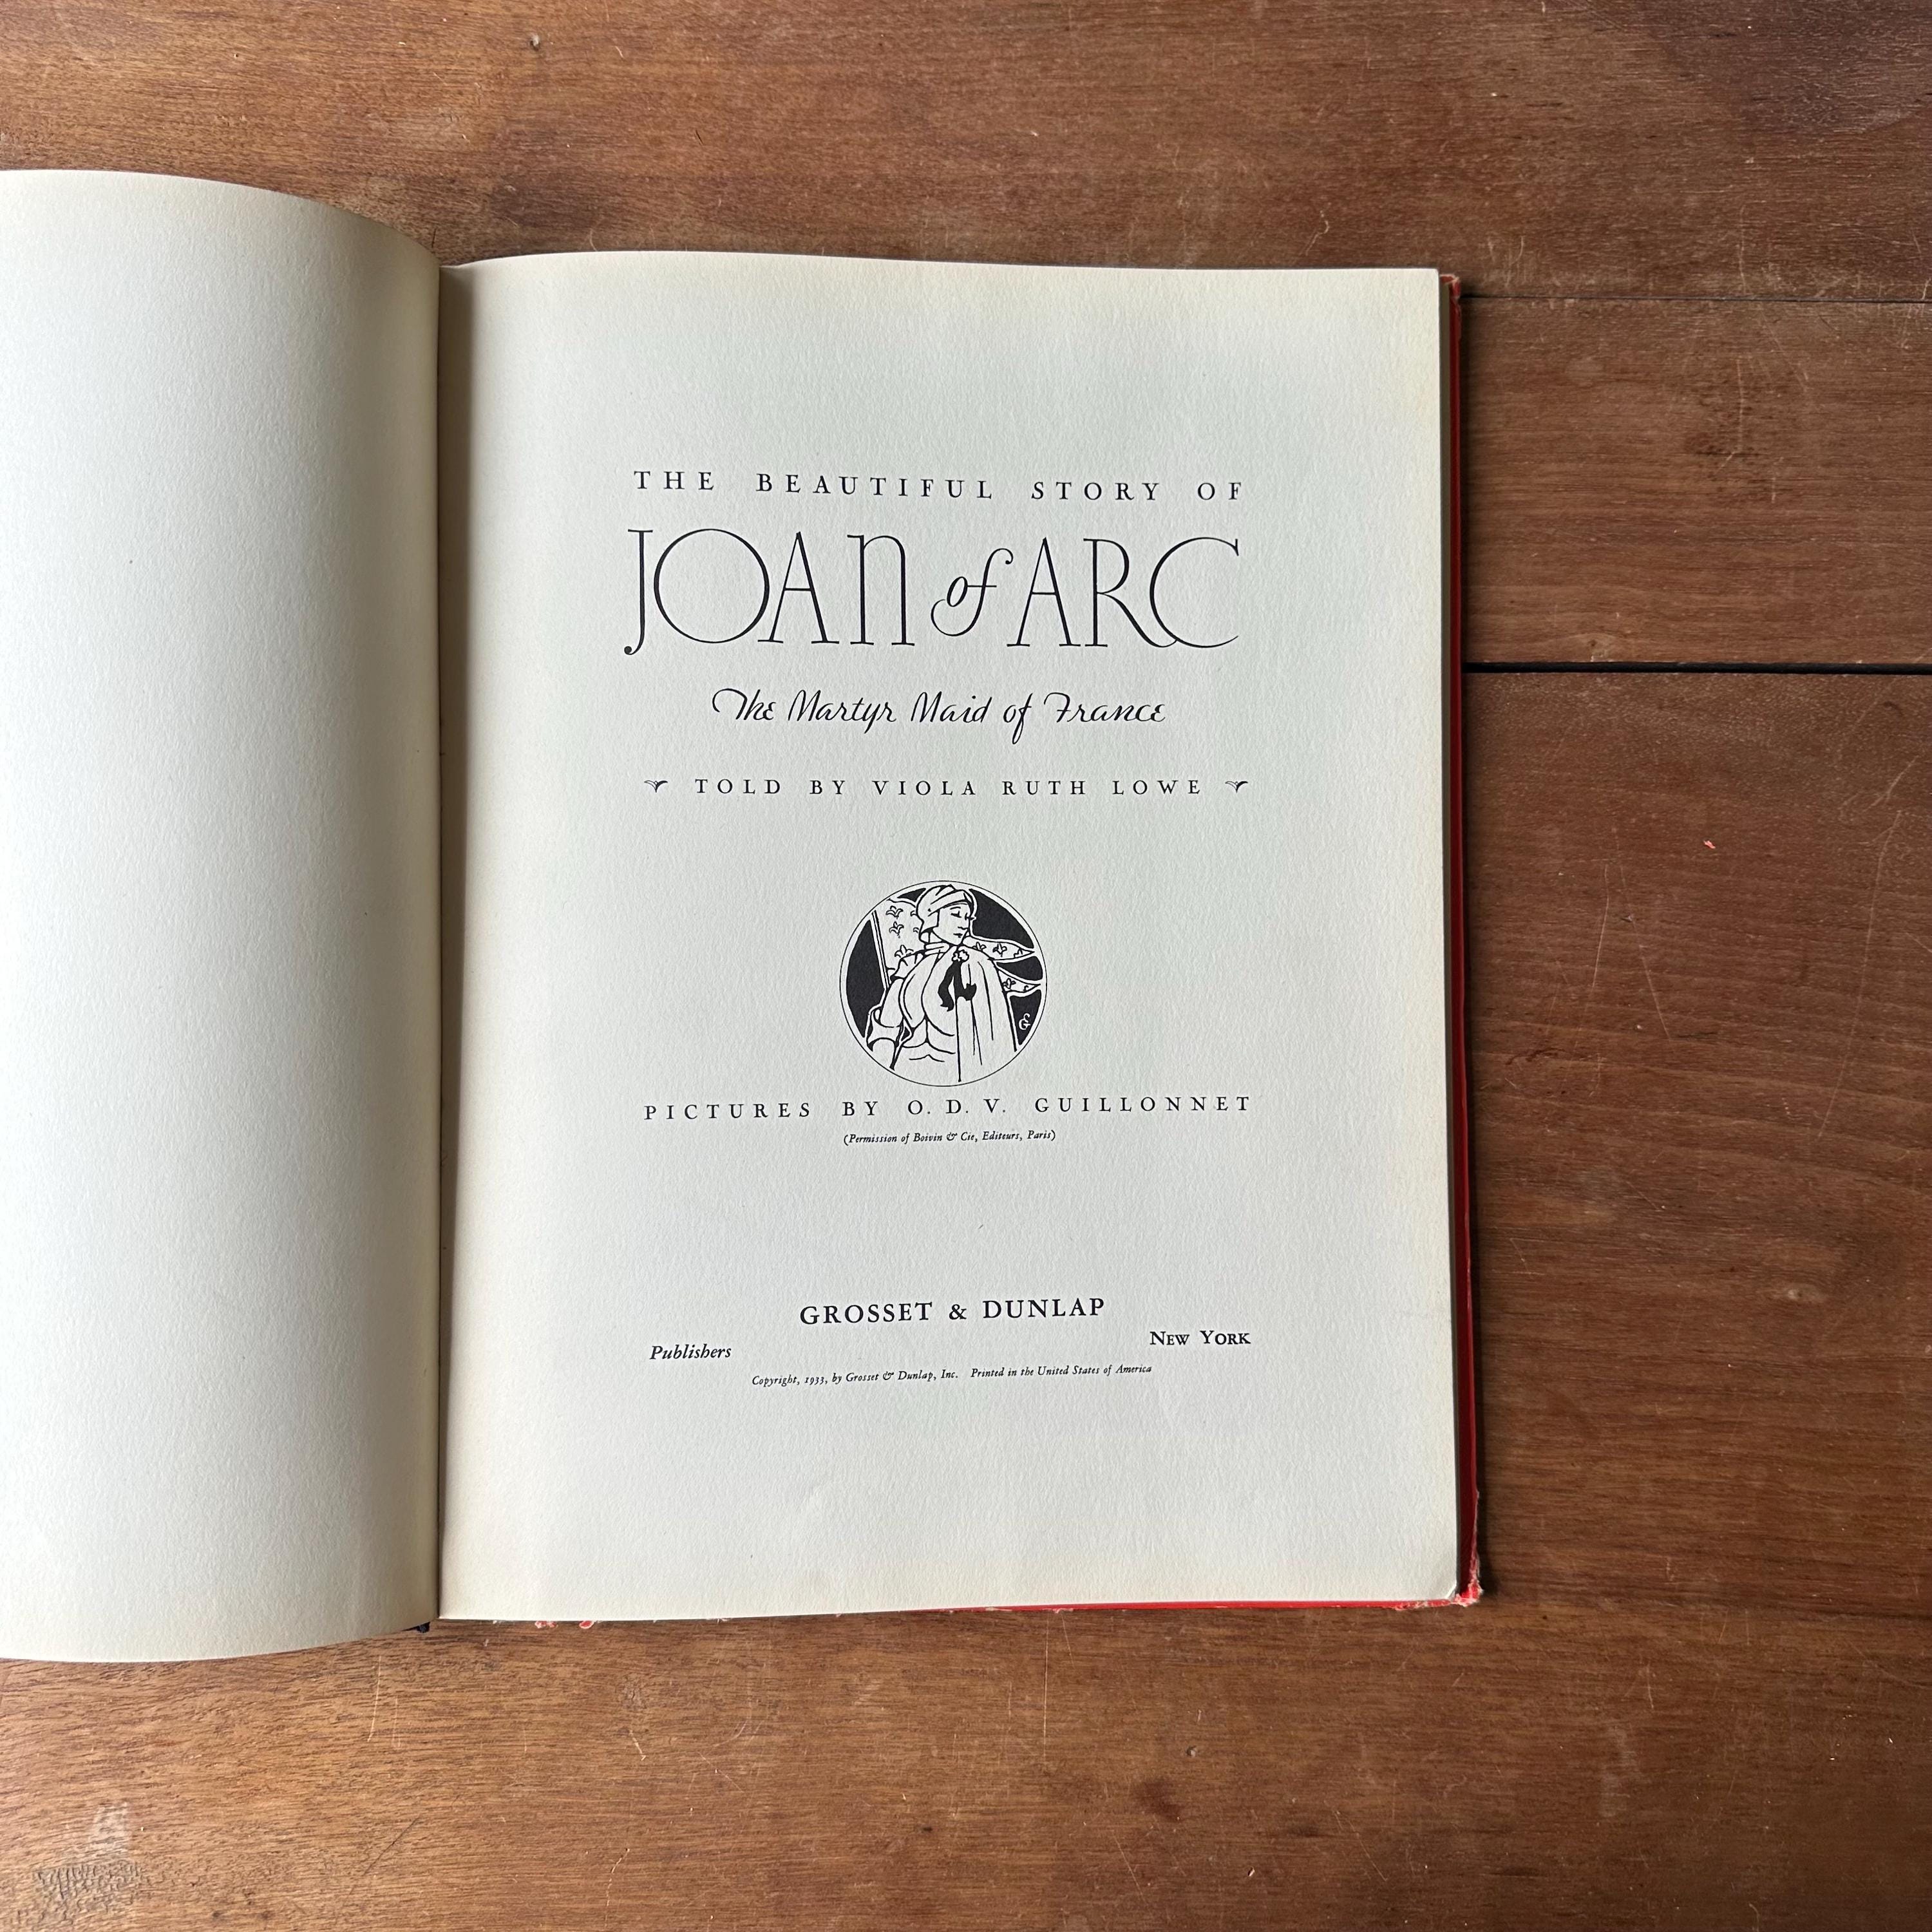 THE BEAUTIFUL STORY OF
JOAN of ARC
The Martyr Maid of France
TOLD BY VIOLA RUTH LOWE
G
PICTURES BY O. D. V. GUILLONNET
(Permission of Boivin & Cie, Editeurs, Paris)
GROSSET & DUNLAP
Publishers NEW YORK
Copyright, 1933, by Grosset & Dunlap, Inc. Printed in the United States of America